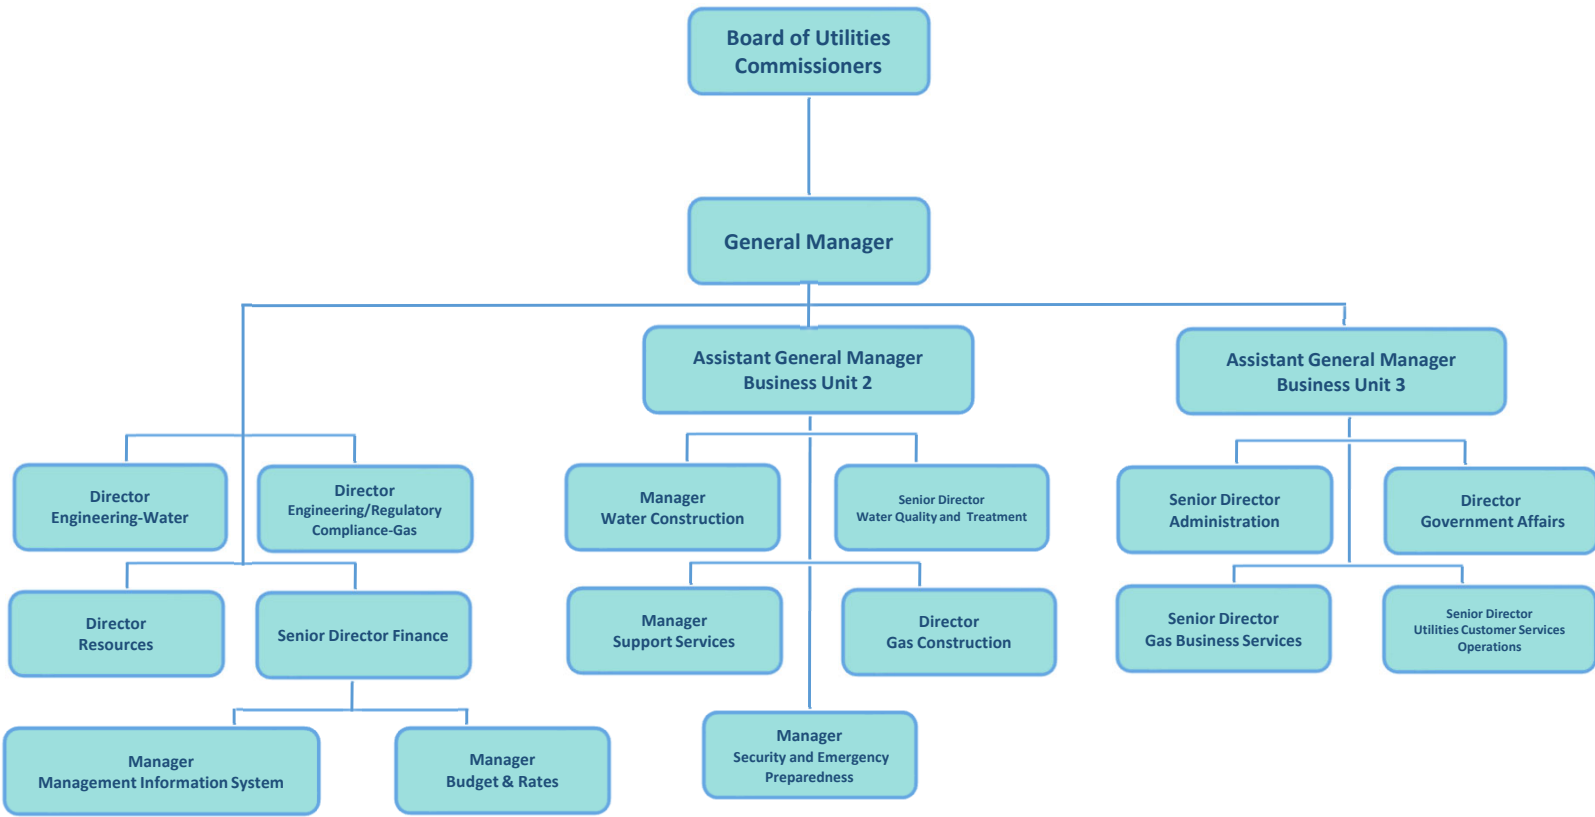 Board of Utilities
Commissioners
General Manager
Assistant General Manager
Business Unit 2
Assistant General Manager
Business Unit 3
Director
Engineering-Water
Director
Engineering/Regulatory
Compliance-Gas
Manager
Water Construction
Senior Director
Water Quality and Treatment
Senior Director
Administration
Director
Government Affairs
Director
Resources
Senior Director Finance
Manager
Support Services
Director
Gas Construction
Senior Director
Gas Business Services
Senior Director
Utilities Customer Services
Operations
Manager
Management Information System
Manager
Budget & Rates
Manager
Security and Emergency
Preparedness